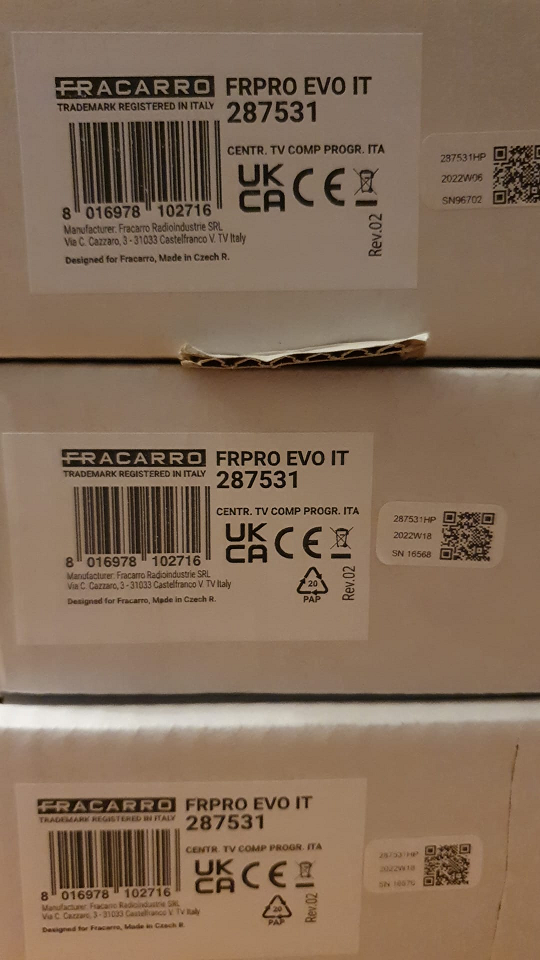 FRACARRO
TRADEMARK REGISTERED IN ITALY
FRPRO EVO IT
287531
CENTR. TV COMP PROGR. ITA
UK
CA CE
8 016978 102716
Manufacturer: Fracarro Radioindustrie SRL
Via C. Cazzaro, 3 - 31033 Castelfranco V. TV Italy
Designed for Fracarro, Made in Czech R.
Rev.02
287531HP
2022W06
SN96702
FRACARRO
TRADEMARK REGISTERED IN ITALY
FRPRO EVO IT
287531
CENTR. TV COMP PROGR. ITA
UK
CA CE
8 016978 102716
Manufacturer: Fracarro Radioindustrie SRL
Via C. Cazzaro, 3 - 31033 Castelfranco V. TV Italy
Designed for Fracarro, Made in Czech R.
20
PAP
Rev.02
287531HP
2022W18
SN 16568
FRACARRO
TRADEMARK REGISTERED IN ITALY
FRPRO EVO IT
287531
CENTR. TV COMP PROGR. ITA
UK
CA CE
8 016978 102716
Manufacturer: Fracarro Radioindustrie SRL
Via C. Cazzaro, 3 - 31033 Castelfranco V. TV Italy
Designed for Fracarro, Made in Czech R.
20
PAP
Rev.02
287531HP
2022W18
SN